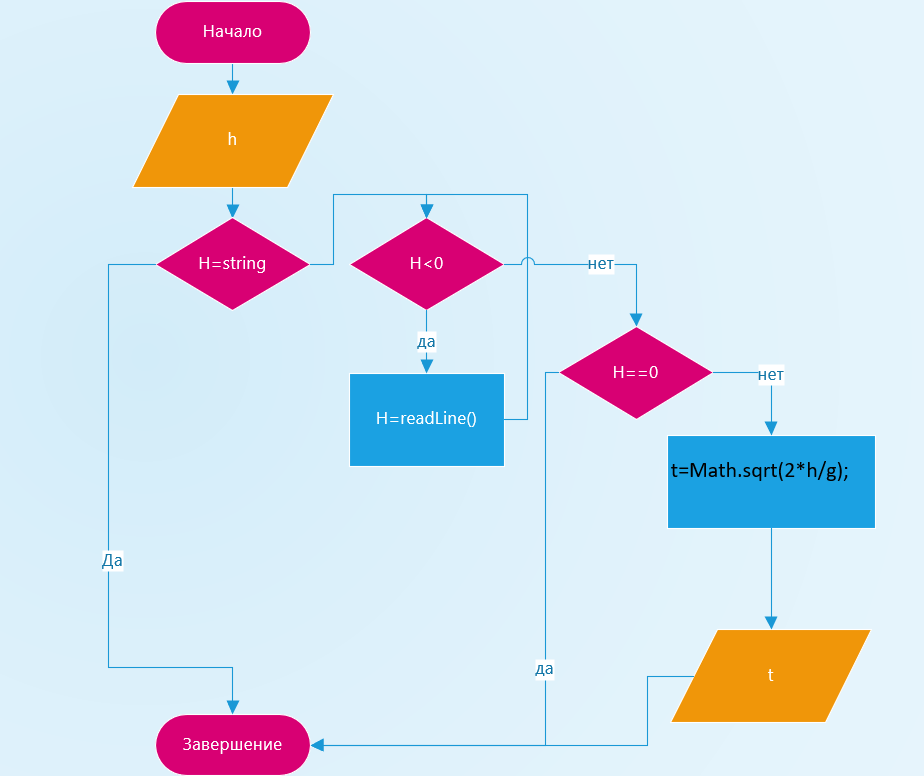 Начало
h
H=string
H<0
нет
да
H==0
H=readLine()
нет
t=Math.sqrt(2*h/g);
Да
да
t
Завершение